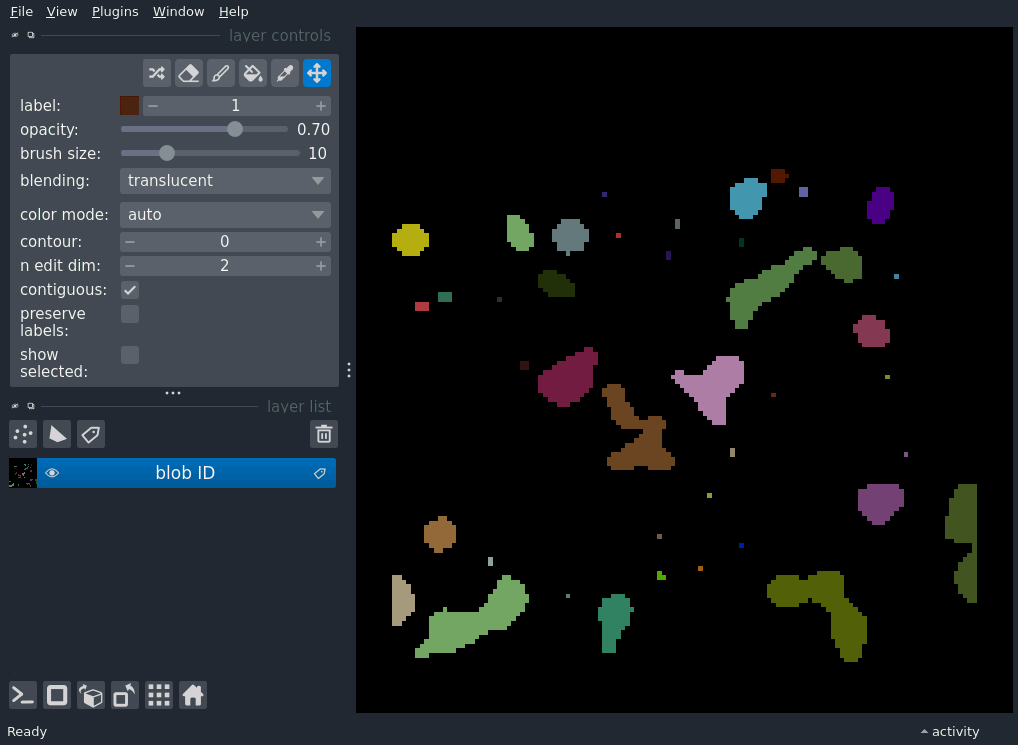 File View Plugins Window Help
layer controls
label: 1
opacity: 0.70
brush size: 10
blending: translucent
color mode: auto
contour: 0
n edit dim: 2
contiguous:
preserve
labels:
show
selected:
layer list
blob ID
Ready
activity